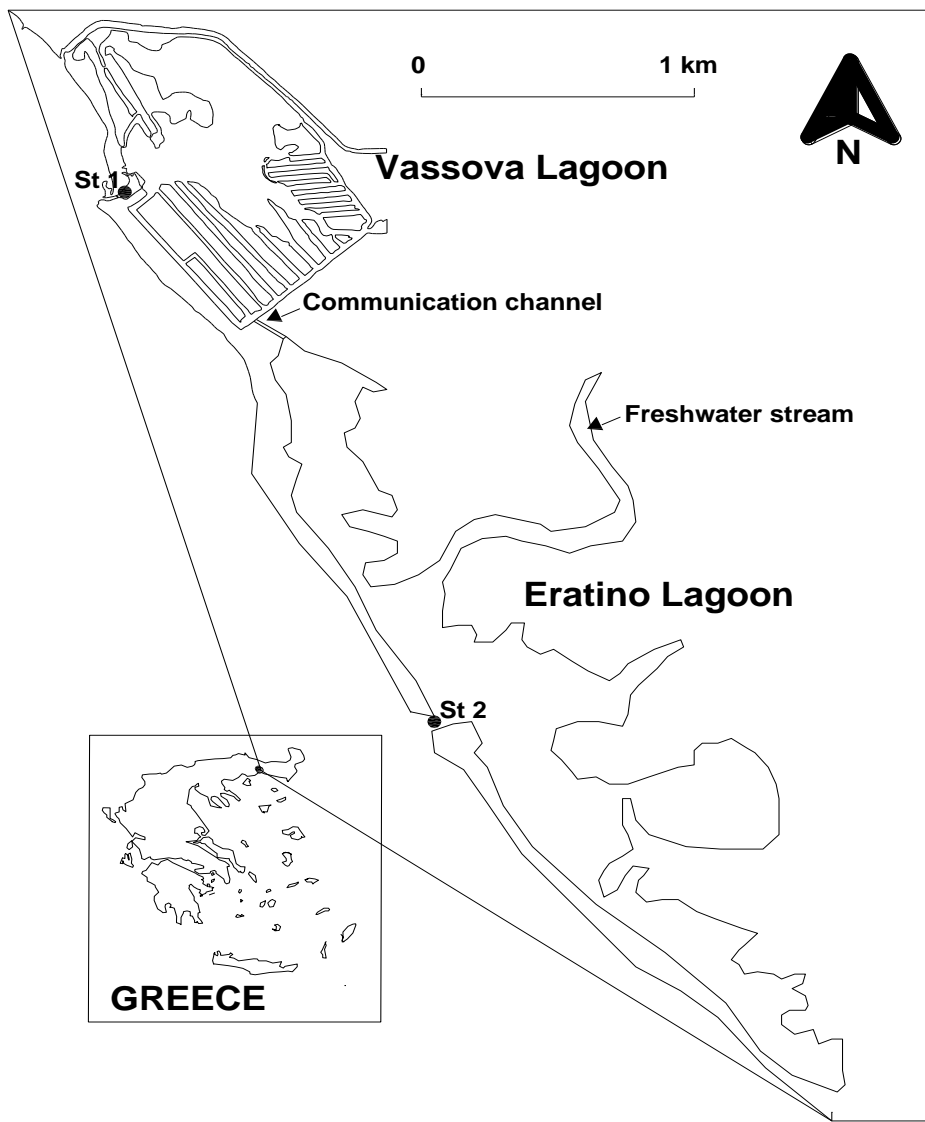 0
1 km
N
Vassova Lagoon
St 1
Communication channel
Freshwater stream
Eratino Lagoon
St 2
GREECE